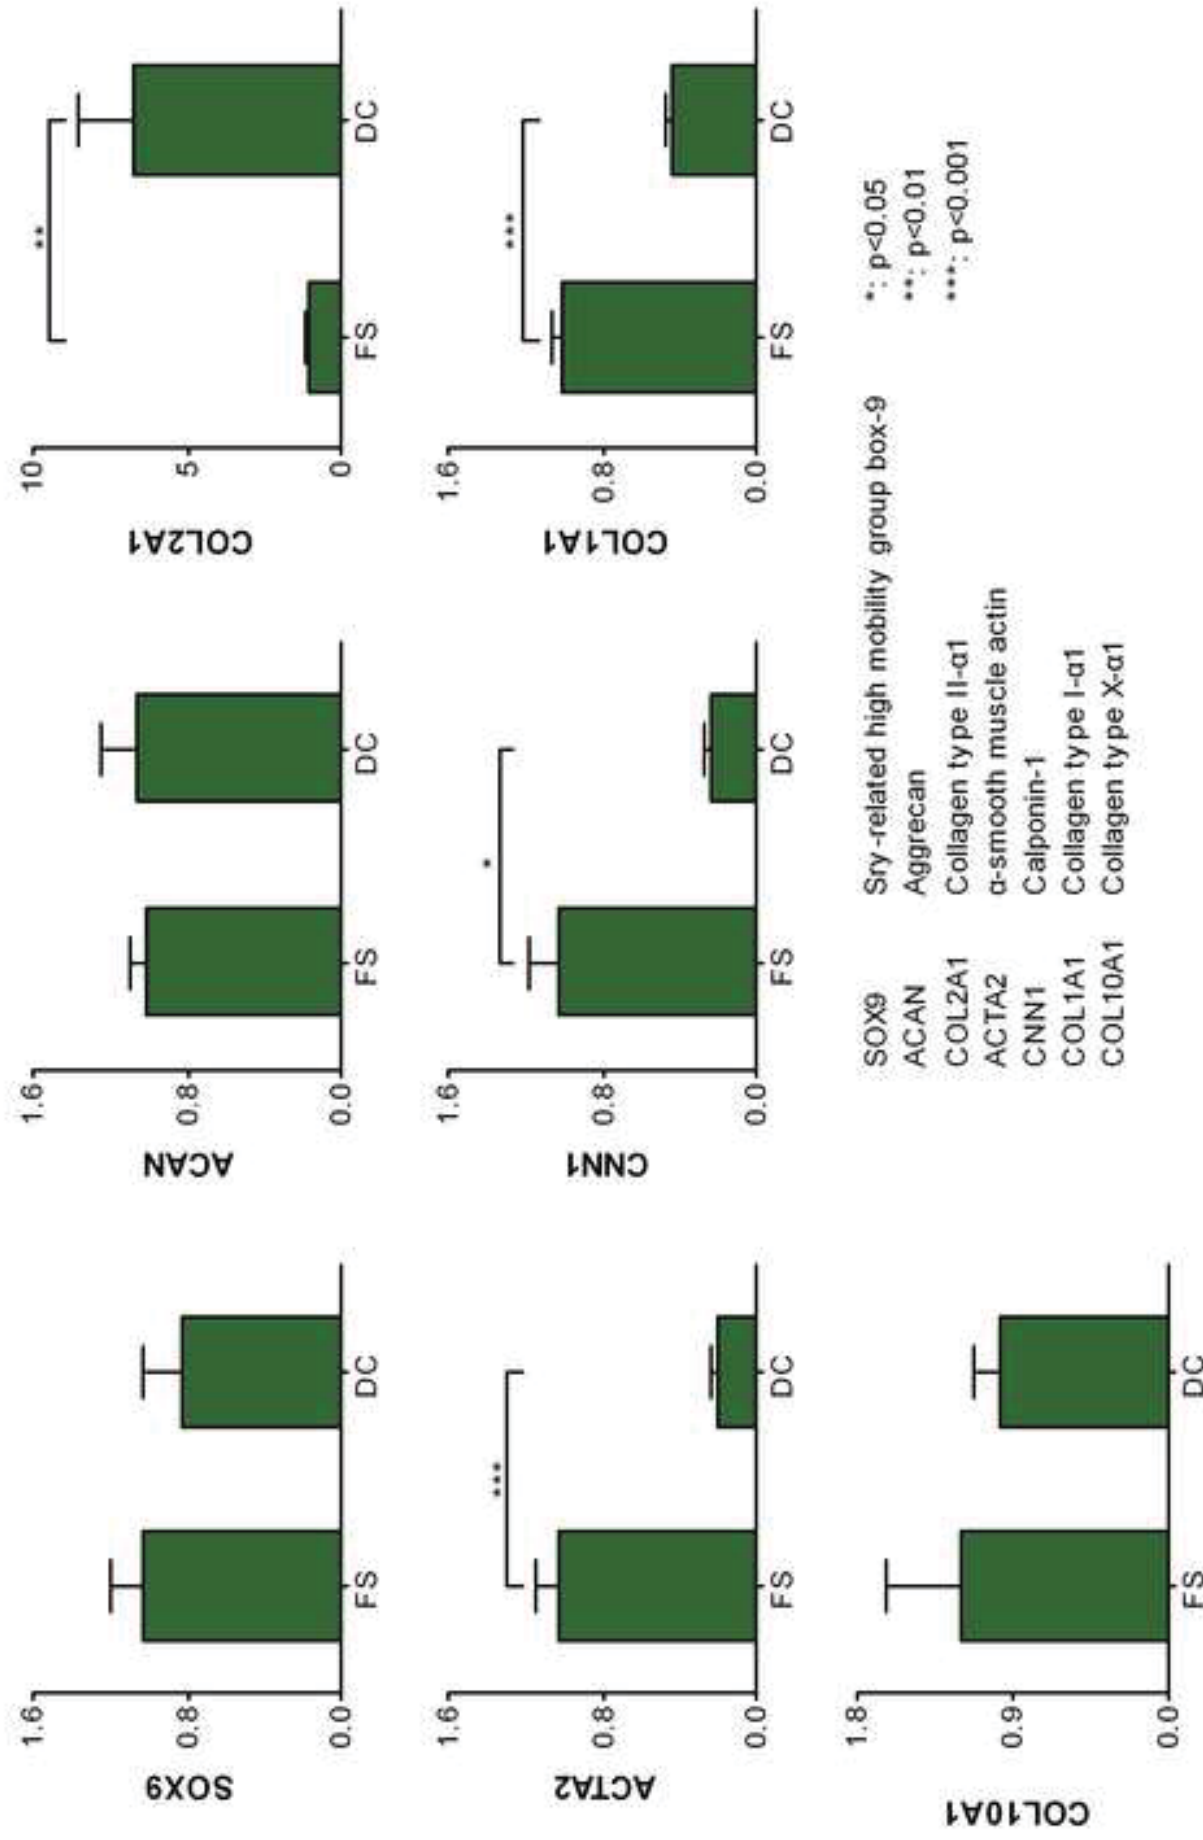 SOX9
1.6
0.8
0.0
FS
DC
ACAN
1.6
0.8
0.0
FS
DC
COL2A1
10
5
0
**
FS
DC
ACTA2
1.6
0.8
0.0
***
FS
DC
CNN1
1.6
0.8
0.0
*
FS
DC
COL1A1
1.6
0.8
0.0
***
FS
DC
COL10A1
1.8
0.9
0.0
FS
DC
SOX9 Sry-related high mobility group box-9
ACAN Aggrecan
COL2A1 Collagen type II-α1
ACTA2 α-smooth muscle actin
CNN1 Calponin-1
COL1A1 Collagen type I-α1
COL10A1 Collagen type X-α1
*: p<0.05
**: p<0.01
***: p<0.001